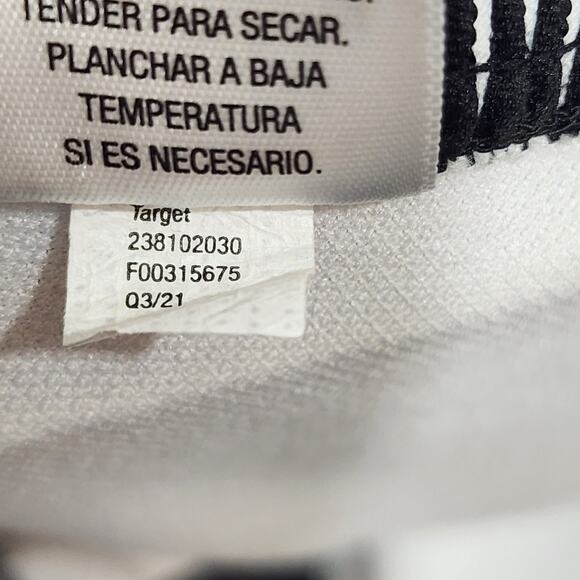 TENDER PARA SECAR.
PLANCHAR A BAJA
TEMPERATURA
SI ES NECESARIO.
Target
238102030
F00315675
Q3/21